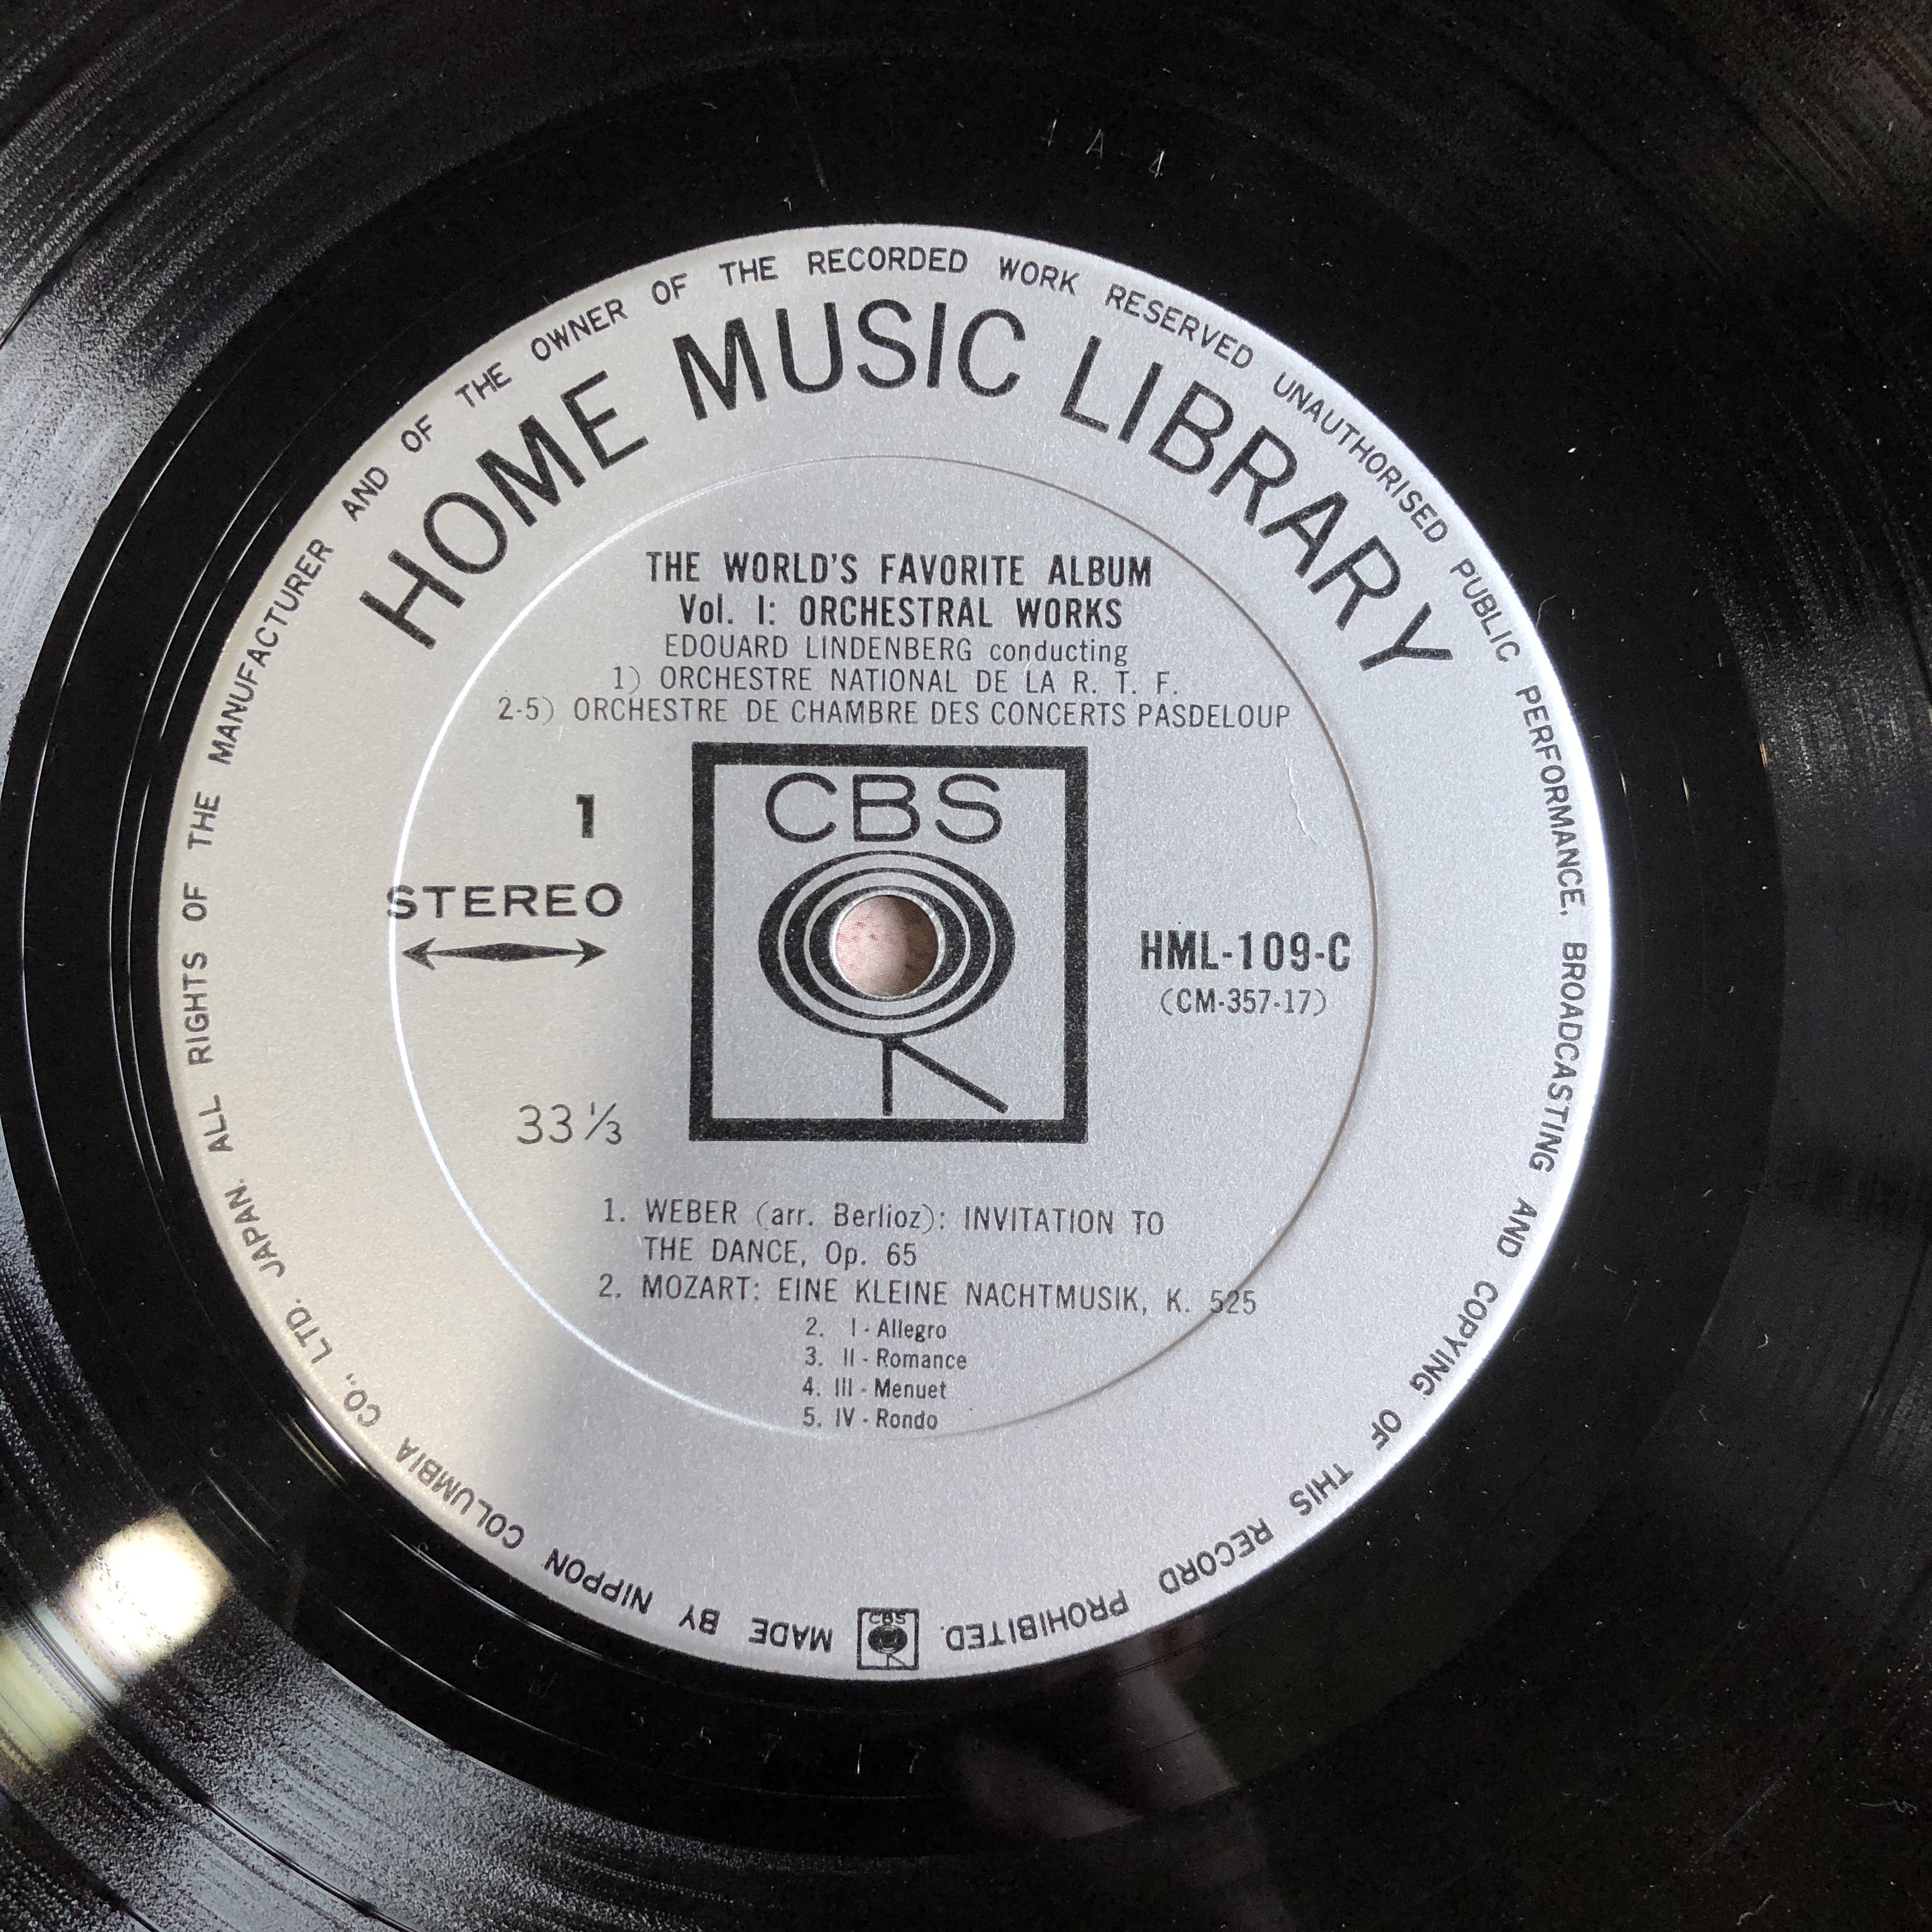 1 A - 4
MADE BY NIPPON COLUMBIA CO., LTD. JAPAN. ALL RIGHTS OF THE MANUFACTURER AND OF THE OWNER OF THE RECORDED WORK RESERVED UNAUTHORISED PUBLIC PERFORMANCE, BROADCASTING AND COPYING OF THIS RECORD PROHIBITED.
HOME MUSIC LIBRARY
THE WORLD'S FAVORITE ALBUM
Vol. I: ORCHESTRAL WORKS
EDOUARD LINDENBERG conducting
1) ORCHESTRE NATIONAL DE LA R. T. F.
2-5) ORCHESTRE DE CHAMBRE DES CONCERTS PASDELOUP
CBS
1
STEREO
HML-109-C
(CM-357-17)
33 ⅓
1. WEBER (arr. Berlioz): INVITATION TO
THE DANCE, Op. 65
2. MOZART: EINE KLEINE NACHTMUSIK, K. 525
2. I - Allegro
3. II - Romance
4. III - Menuet
5. IV - Rondo
CBS